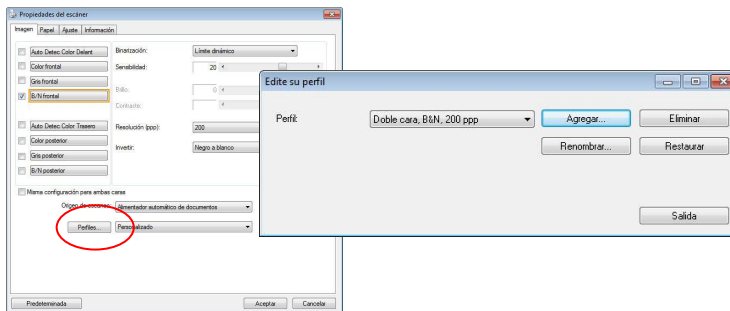 Propiedades del escáner
Imagen Papel Ajuste Información
Auto Detec Color Delant Binarización: Límite dinámico
Color frontal Sensibilidad: 20
Gris frontal
B/N frontal Brillo: 0
Contraste:
Auto Detec Color Trasero Resolución (ppp): 200
Color posterior
Gris posterior Invertir: Negro a blanco
B/N posterior
Misma configuración para ambas caras
Origen de escaneo: Alimentador automático de documentos
Perfiles... Personalizado
Predeterminada Aceptar Cancelar
Edite su perfil
Perfil: Doble cara, B&N, 200 ppp Agregar... Eliminar
Renombrar... Restaurar
Salida